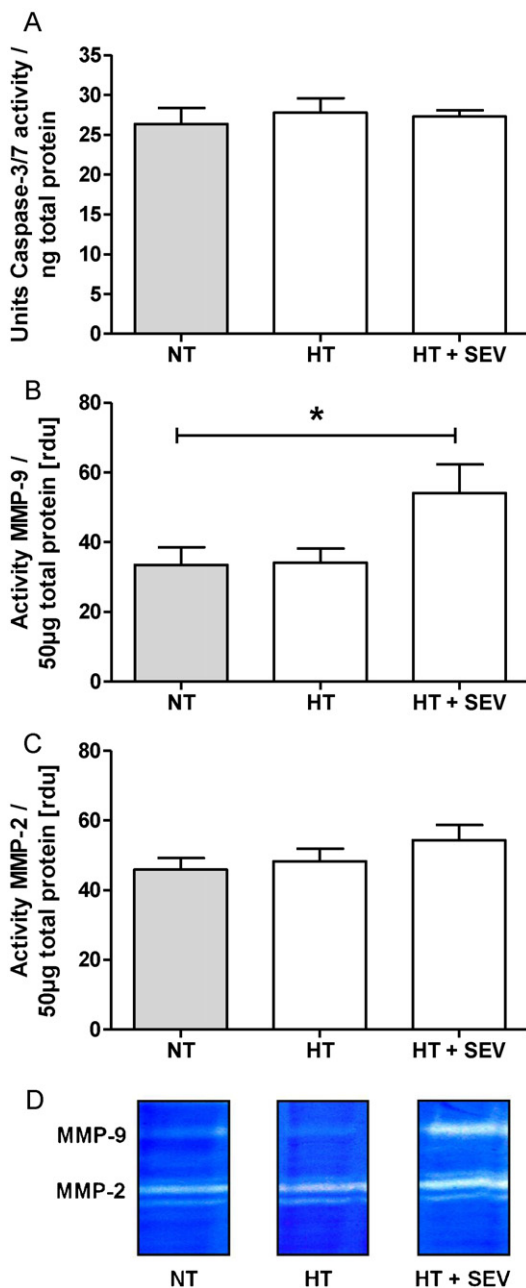 A
Units Caspase-3/7 activity /
ng total protein
35
30
25
20
15
10
5
0
NT HT HT + SEV
B
Activity MMP-9 /
50µg total protein [rdu]
80
60
40
20
0
*
NT HT HT + SEV
C
Activity MMP-2 /
50µg total protein [rdu]
80
60
40
20
0
NT HT HT + SEV
D
MMP-9
MMP-2
NT HT HT + SEV